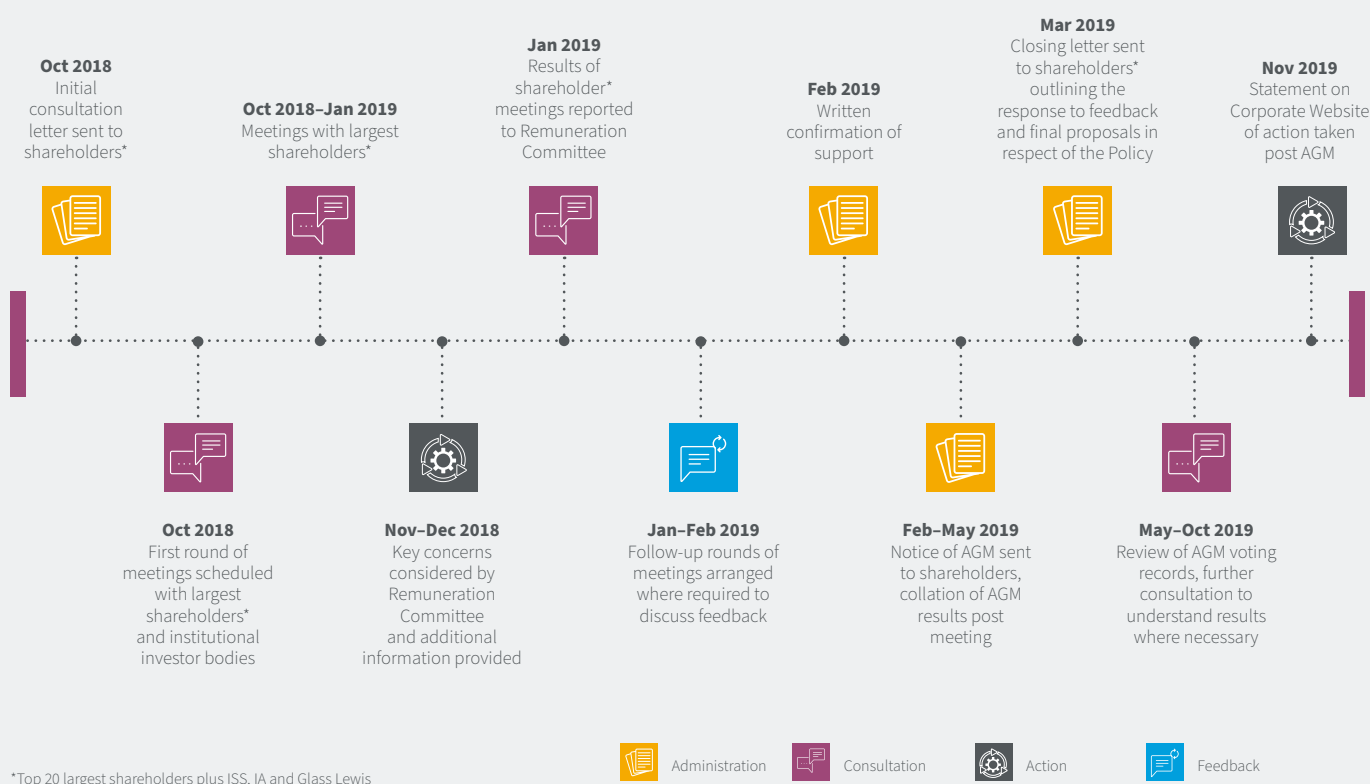 Oct 2018
Initial
consultation
letter sent to
shareholders*
Oct 2018–Jan 2019
Meetings with largest
shareholders*
Jan 2019
Results of
shareholder*
meetings reported
to Remuneration
Committee
Feb 2019
Written
confirmation of
support
Mar 2019
Closing letter sent
to shareholders*
outlining the
response to feedback
and final proposals in
respect of the Policy
Nov 2019
Statement on
Corporate Website
of action taken
post AGM
Oct 2018
First round of
meetings scheduled
with largest
shareholders*
and institutional
investor bodies
Nov–Dec 2018
Key concerns
considered by
Remuneration
Committee
and additional
information provided
Jan–Feb 2019
Follow-up rounds of
meetings arranged
where required to
discuss feedback
Feb–May 2019
Notice of AGM sent
to shareholders,
collation of AGM
results post
meeting
May–Oct 2019
Review of AGM voting
records, further
consultation to
understand results
where necessary
*Top 20 largest shareholders plus ISS, IA and Glass Lewis
Administration
Consultation
Action
Feedback